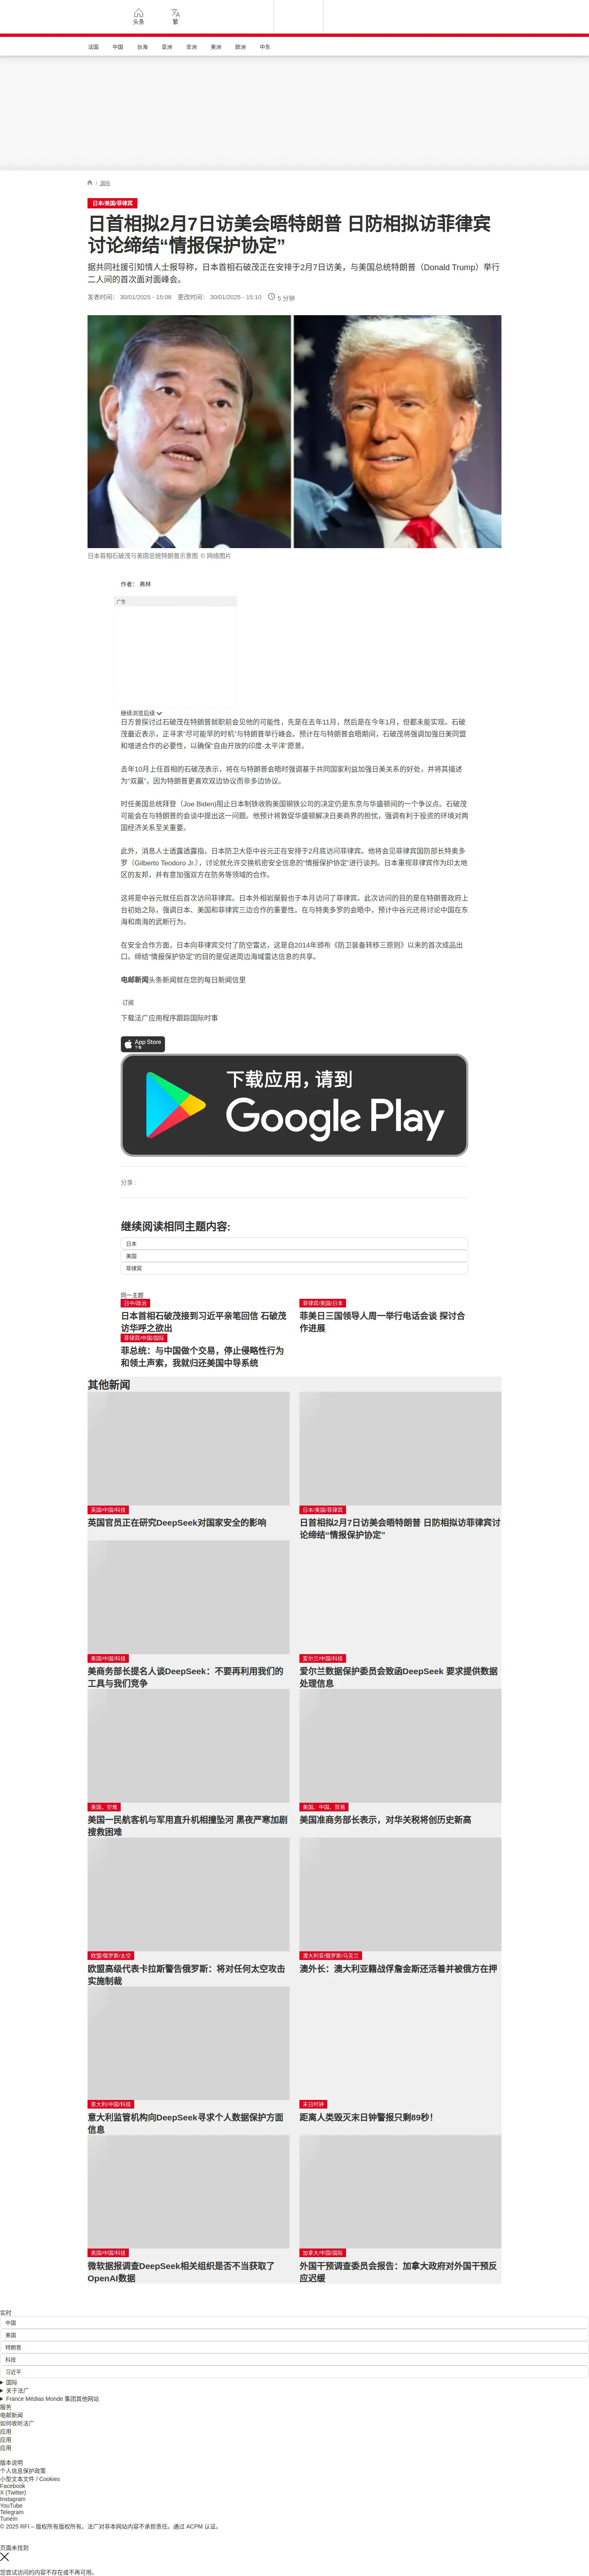 头条
繁
法国 中国 台海 亚洲 非洲 美洲 欧洲 中东
/ 国际
日本/美国/菲律宾
日首相拟2月7日访美会晤特朗普 日防相拟访菲律宾
讨论缔结“情报保护协定”
据共同社援引知情人士报导称，日本首相石破茂正在安排于2月7日访美，与美国总统特朗普（Donald Trump）举行
二人间的首次面对面峰会。
发表时间： 30/01/2025 - 15:08 更改时间： 30/01/2025 - 15:10 5 分钟
日本首相石破茂与美国总统特朗普示意图 © 网络图片
作者： 弗林
广告
继续浏览后续
日方曾探讨过石破茂在特朗普就职前会见他的可能性，先是在去年11月，然后是在今年1月，但都未能实现。石破
茂最近表示，正寻求“尽可能早的时机”与特朗普举行峰会。预计在与特朗普会晤期间，石破茂将强调加强日美同盟
和增进合作的必要性，以确保“自由开放的印度-太平洋”愿景。
去年10月上任首相的石破茂表示，将在与特朗普会晤时强调基于共同国家利益加强日美关系的好处，并将其描述
为“双赢”，因为特朗普更喜欢双边协议而非多边协议。
时任美国总统拜登（Joe Biden)阻止日本制铁收购美国钢铁公司的决定仍是东京与华盛顿间的一个争议点。石破茂
可能会在与特朗普的会谈中提出这一问题。他预计将敦促华盛顿解决日美商界的担忧，强调有利于投资的环境对两
国经济关系至关重要。
此外，消息人士透露透露指，日本防卫大臣中谷元正在安排于2月底访问菲律宾。他将会见菲律宾国防部长特奥多
罗（Gilberto Teodoro Jr.），讨论就允许交换机密安全信息的“情报保护协定”进行谈判。日本重视菲律宾作为印太地
区的友邦，并有意加强双方在防务等领域的合作。
这将是中谷元就任后首次访问菲律宾。日本外相岩屋毅也于本月访问了菲律宾。此次访问的目的是在特朗普政府上
台初始之际，强调日本、美国和菲律宾三边合作的重要性。在与特奥多罗的会晤中，预计中谷元还将讨论中国在东
海和南海的武断行为。
在安全合作方面，日本向菲律宾交付了防空雷达，这是自2014年颁布《防卫装备转移三原则》以来的首次成品出
口。缔结“情报保护协定”的目的是促进周边海域雷达信息的共享。
电邮新闻头条新闻就在您的每日新闻信里
订阅
下载法广应用程序跟踪国际时事
App Store
下载
下载应用，请到
Google Play
分享 :
继续阅读相同主题内容:
日本
美国
菲律宾
同一主题
日中/政治
日本首相石破茂接到习近平亲笔回信 石破茂
访华呼之欲出
菲律宾/美国/日本
菲美日三国领导人周一举行电话会谈 探讨合
作进展
菲律宾/中国/国际
菲总统：与中国做个交易，停止侵略性行为
和领土声索，我就归还美国中导系统
其他新闻
英国/中国/科技
英国官员正在研究DeepSeek对国家安全的影响
日本/美国/菲律宾
日首相拟2月7日访美会晤特朗普 日防相拟访菲律宾讨
论缔结“情报保护协定”
美国/中国/科技
美商务部长提名人谈DeepSeek：不要再利用我们的
工具与我们竞争
爱尔兰/中国/科技
爱尔兰数据保护委员会致函DeepSeek 要求提供数据
处理信息
美国、空难
美国一民航客机与军用直升机相撞坠河 黑夜严寒加剧
搜救困难
美国、中国、贸易
美国准商务部长表示，对华关税将创历史新高
欧盟/俄罗斯/太空
欧盟高级代表卡拉斯警告俄罗斯：将对任何太空攻击
实施制裁
澳大利亚/俄罗斯/乌克兰
澳外长：澳大利亚籍战俘詹金斯还活着并被俄方在押
意大利/中国/科技
意大利监管机构向DeepSeek寻求个人数据保护方面
信息
末日时钟
距离人类毁灭末日钟警报只剩89秒！
美国/中国/科技
微软据报调查DeepSeek相关组织是否不当获取了
OpenAI数据
加拿大/中国/国际
外国干预调查委员会报告：加拿大政府对外国干预反
应迟缓
实时
中国
美国
特朗普
科技
习近平
国际
关于法广
France Médias Monde 集团其他网站
服务
电邮新闻
如何收听法广
应用
应用
应用
版本说明
个人信息保护政策
小型文本文件 / Cookies
Facebook
X (Twitter)
Instagram
YouTube
Telegram
TuneIn
© 2025 RFI – 版权所有版权所有。法广对非本网站内容不承担责任。通过 ACPM 认证。
页面未找到
您尝试访问的内容不存在或不再可用。